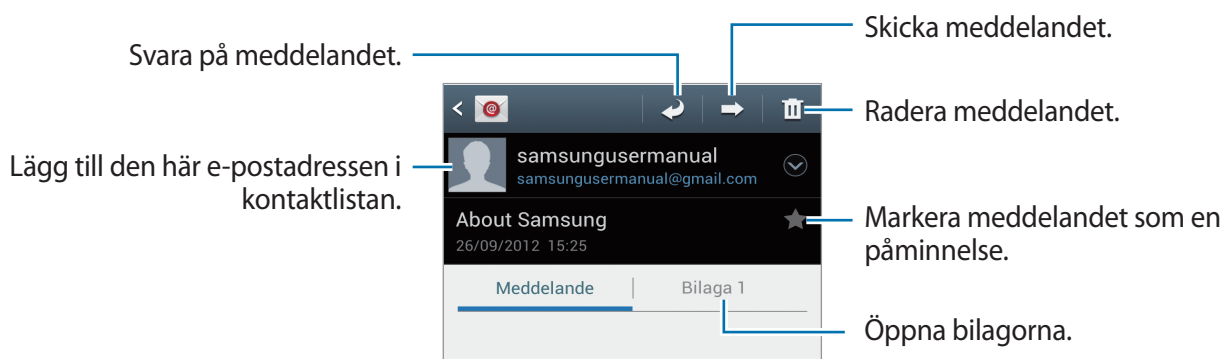 Skicka meddelandet.
Svara på meddelandet.
Radera meddelandet.
samsungusermanual
samsungusermanual@gmail.com
Lägg till den här e-postadressen i
kontaktlistan.
About Samsung
26/09/2012 15:25
Markera meddelandet som en
påminnelse.
Meddelande
Bilaga 1
Öppna bilagorna.